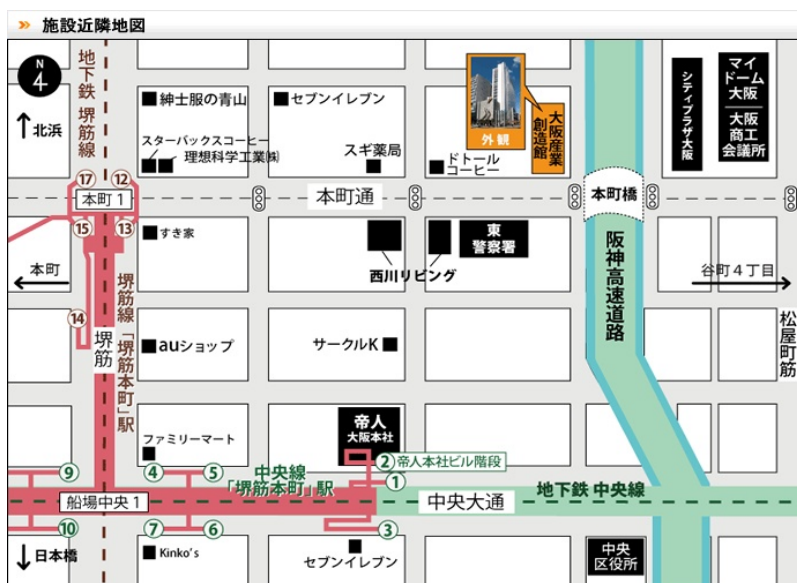 施設近隣地図
N
4
↑北浜
地下鉄 堺筋線
紳士服の青山
セブンイレブン
スターバックスコーヒー
理想科学工業㈱
スギ薬局
ドトール
コーヒー
外観
大阪産業
創造館
シティプラザ大阪
マイ
ドーム
大阪
大阪
商工
会議所
⑰
⑫
本町1
本町通
本町橋
⑮
⑬
すき家
西川リビング
東
警察署
本町
阪神高速道路
谷町4丁目
⑭
堺筋
堺筋線「堺筋本町」駅
auショップ
サークルK
松屋町筋
ファミリーマート
帝人
大阪本社
②帝人本社ビル階段
⑨
④
⑤
中央線
「堺筋本町」駅
①
船場中央1
中央大通
地下鉄 中央線
⑩
⑦
⑥
③
↓日本橋
Kinko's
セブンイレブン
中央
区役所